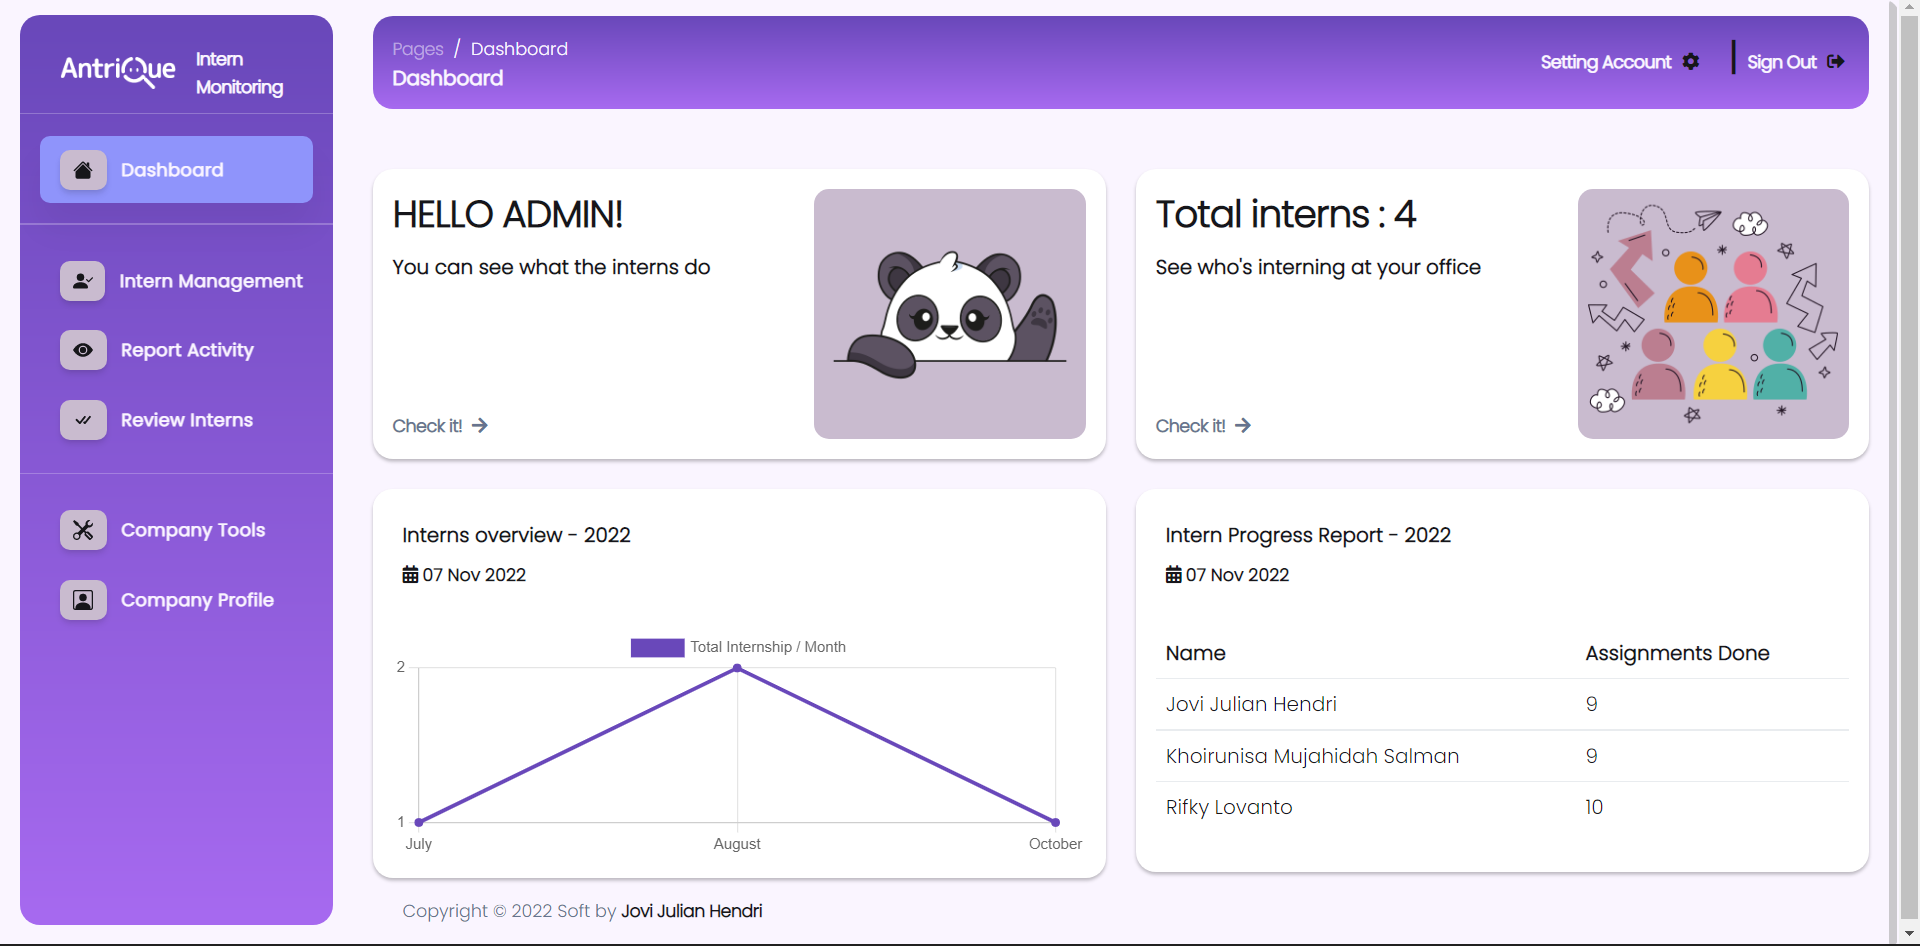 AntriQue
Intern
Monitoring
Dashboard
Intern Management
Report Activity
Review Interns
Company Tools
Company Profile
Pages / Dashboard
Dashboard
Setting Account
Sign Out
HELLO ADMIN!
You can see what the interns do
Check it!
Total interns : 4
See who's interning at your office
Check it!
Interns overview - 2022
07 Nov 2022
Total Internship / Month
2
1
July August October
Intern Progress Report - 2022
07 Nov 2022
Name Assignments Done
Jovi Julian Hendri 9
Khoirunisa Mujahidah Salman 9
Rifky Lovanto 10
Copyright © 2022 Soft by Jovi Julian Hendri